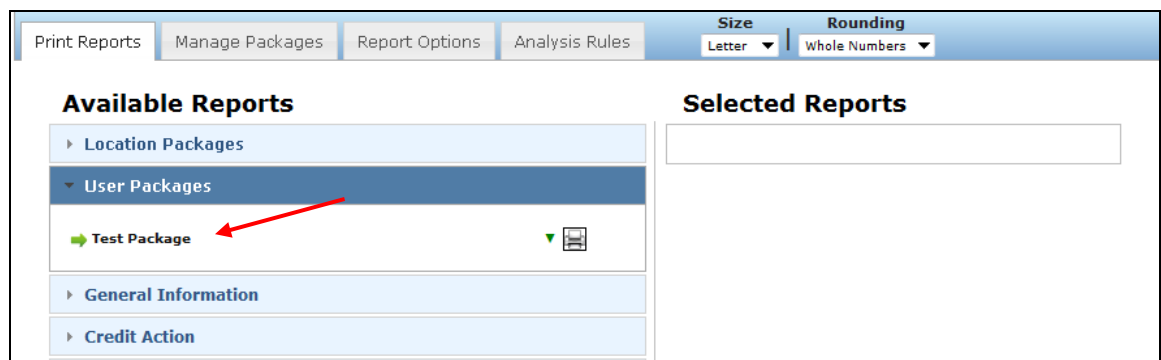 Print Reports Manage Packages Report Options Analysis Rules
Size Rounding
Letter Whole Numbers
Available Reports
Location Packages
User Packages
Test Package
General Information
Credit Action
Selected Reports